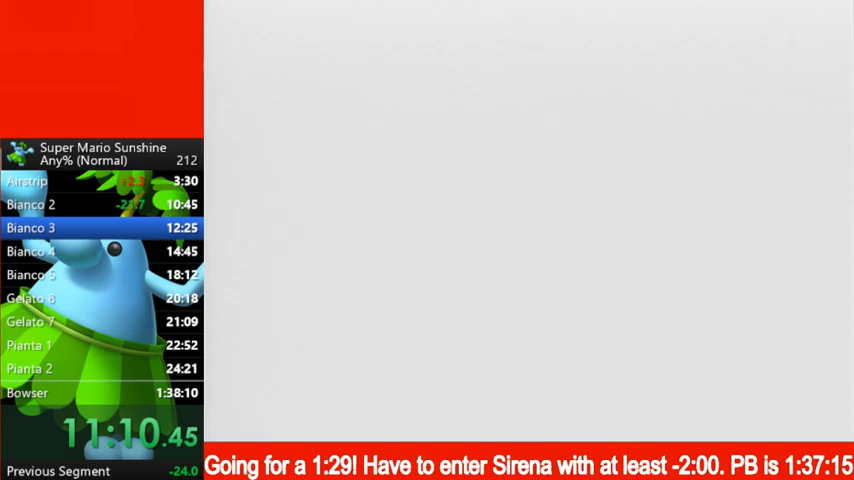 Super Mario Sunshine
Any% (Normal) 212
Airstrip +2.3 3:30
Bianco 2 -21.7 10:45
Bianco 3 12:25
Bianco 4 14:45
Bianco 5 18:12
Gelato 8 20:18
Gelato 7 21:09
Pianta 1 22:52
Pianta 2 24:21
Bowser 1:38:10
11:10.45
Previous Segment -24.0
Going for a 1:29! Have to enter Sirena with at least -2:00. PB is 1:37:15